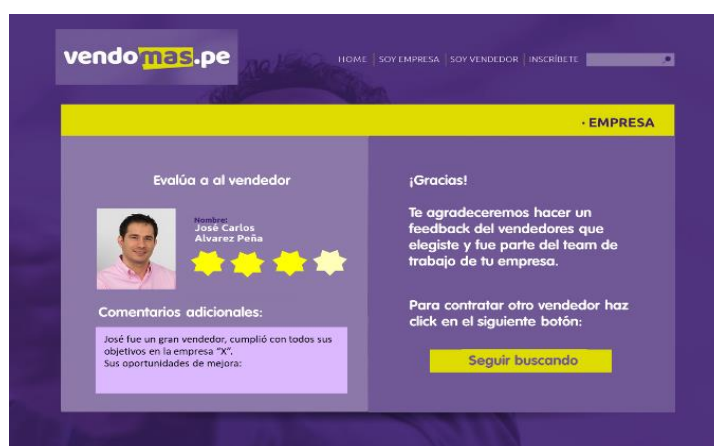 vendomas.pe
HOME | SOY EMPRESA | SOY VENDEDOR | INSCRÍBETE
· EMPRESA
Evalúa a al vendedor
Nombre:
José Carlos
Alvarez Peña
Comentarios adicionales:
José fue un gran vendedor, cumplió con todos sus
objetivos en la empresa “X”.
Sus oportunidades de mejora:
¡Gracias!
Te agradeceremos hacer un
feedback del vendedores que
elegiste y fue parte del team de
trabajo de tu empresa.
Para contratar otro vendedor haz
click en el siguiente botón:
Seguir buscando